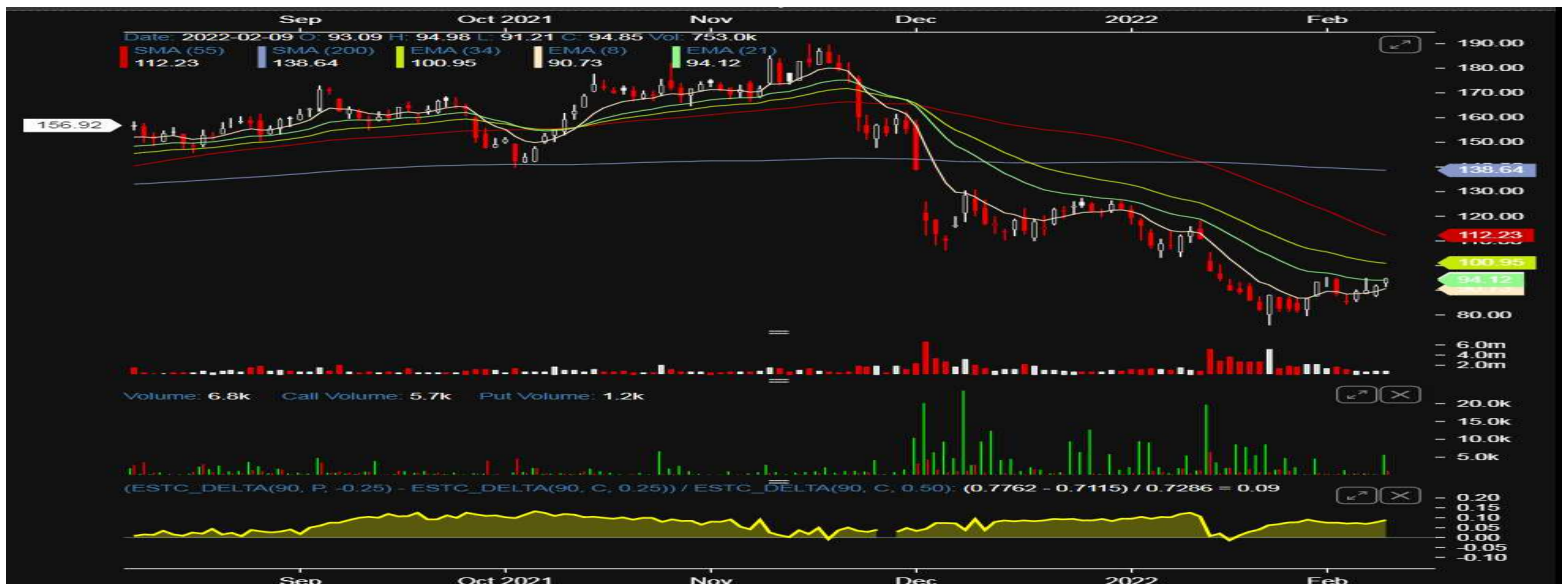 Sep Oct 2021 Nov Dec 2022 Feb
Date: 2022-02-09 O: 93.09 H: 94.98 L: 91.21 C: 94.85 Vol: 753.0k
SMA (55) SMA (200) EMA (34) EMA (8) EMA (21)
112.23 138.64 100.95 90.73 94.12
190.00
180.00
170.00
160.00
156.92
150.00
138.64
130.00
120.00
112.23
100.95
94.12
80.00
6.0m
4.0m
2.0m
Volume: 6.8k Call Volume: 5.7k Put Volume: 1.2k
20.0k
15.0k
10.0k
5.0k
(ESTC_DELTA(90, P, -0.25) - ESTC_DELTA(90, C, 0.25)) / ESTC_DELTA(90, C, 0.50): (0.7762 - 0.7115) / 0.7286 = 0.09
0.20
0.15
0.10
0.05
0.00
-0.05
-0.10
Sep Oct 2021 Nov Dec 2022 Feb